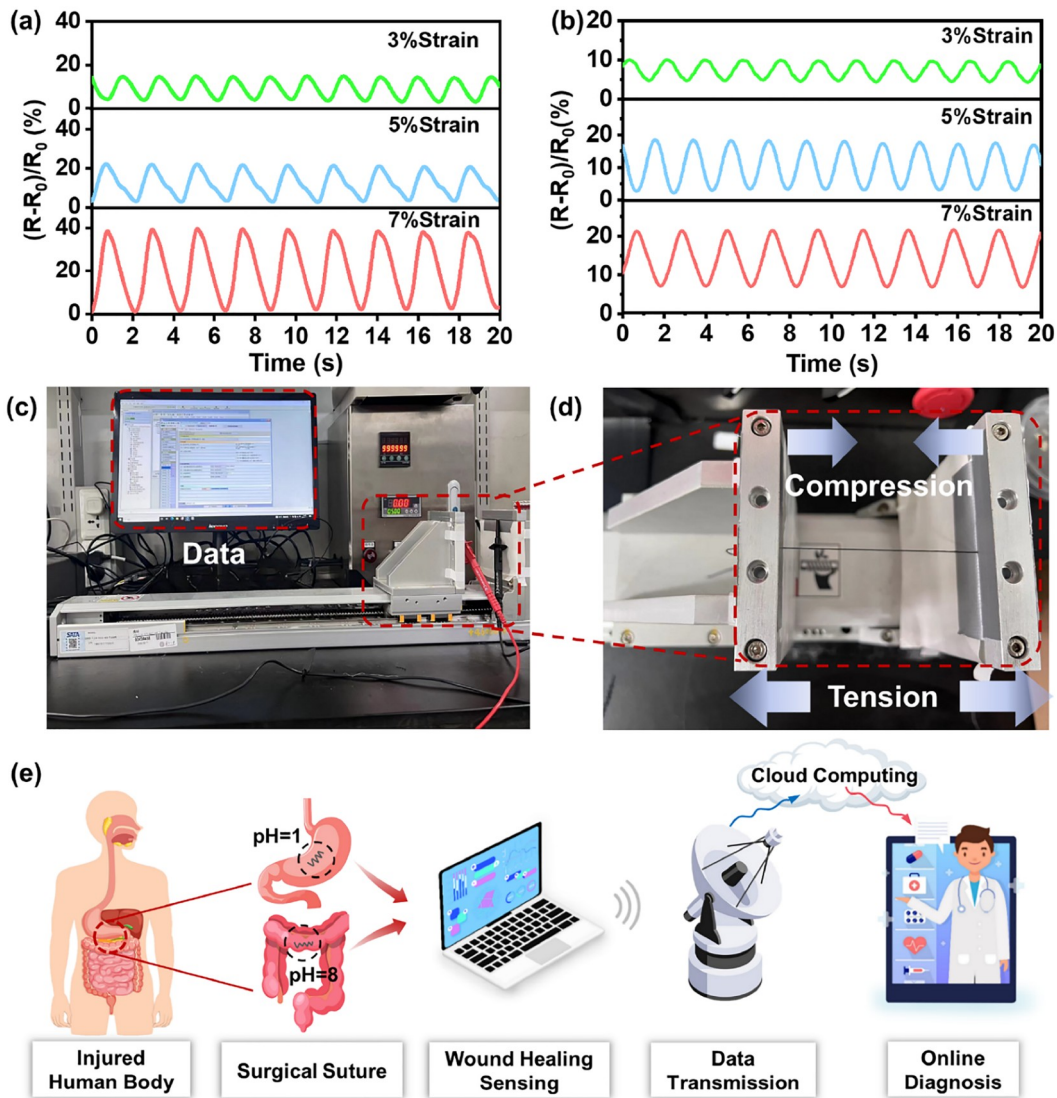 (a)
(b)
40
20
0
3%Strain
40
20
0
5%Strain
40
20
0
7%Strain
(R-R₀)/R₀ (%)
0 2 4 6 8 10 12 14 16 18 20
Time (s)
20
10
0
3%Strain
20
10
0
5%Strain
20
10
0
7%Strain
(R-R₀)/R₀(%)
0 2 4 6 8 10 12 14 16 18 20
Time (s)
(c)
Data
SATA
(d)
Compression
Tension
(e)
pH=1
pH=8
Cloud Computing
Injured
Human Body
Surgical Suture
Wound Healing
Sensing
Data
Transmission
Online
Diagnosis